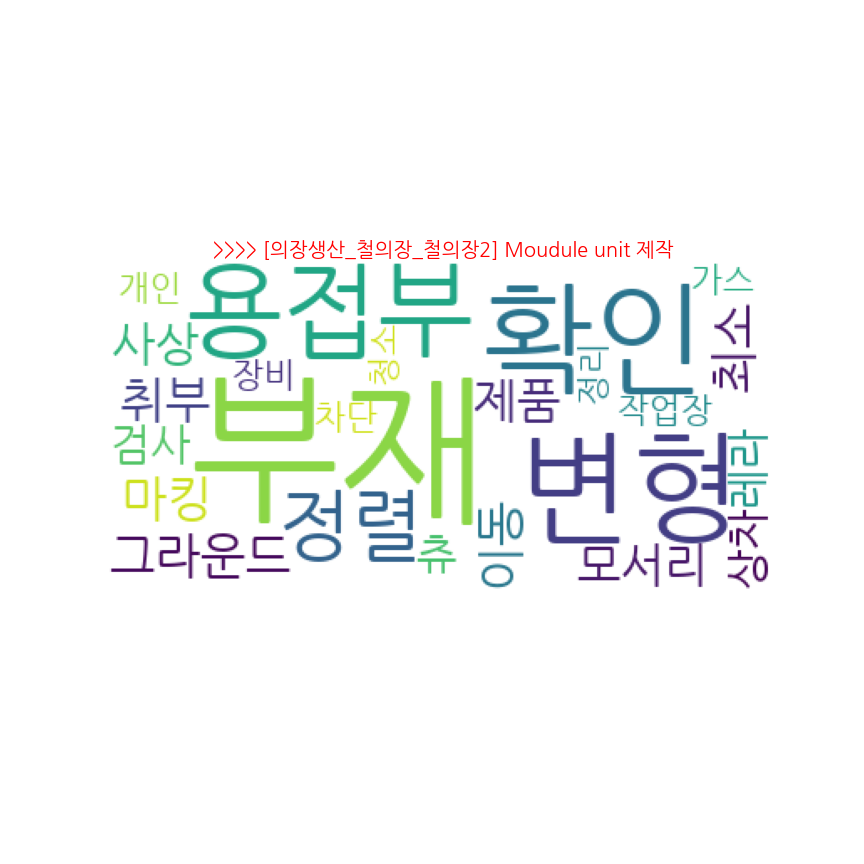 >>>> [의장생산_철의장_철의장2] Moudule unit 제작
개인
용접부
확인
가스
사상
청소
최소
취부
장비
부재
차단
제품
정리
작업장
검사
변형
레라
마킹
정렬
이동
그라운드
츄
모서리
상차